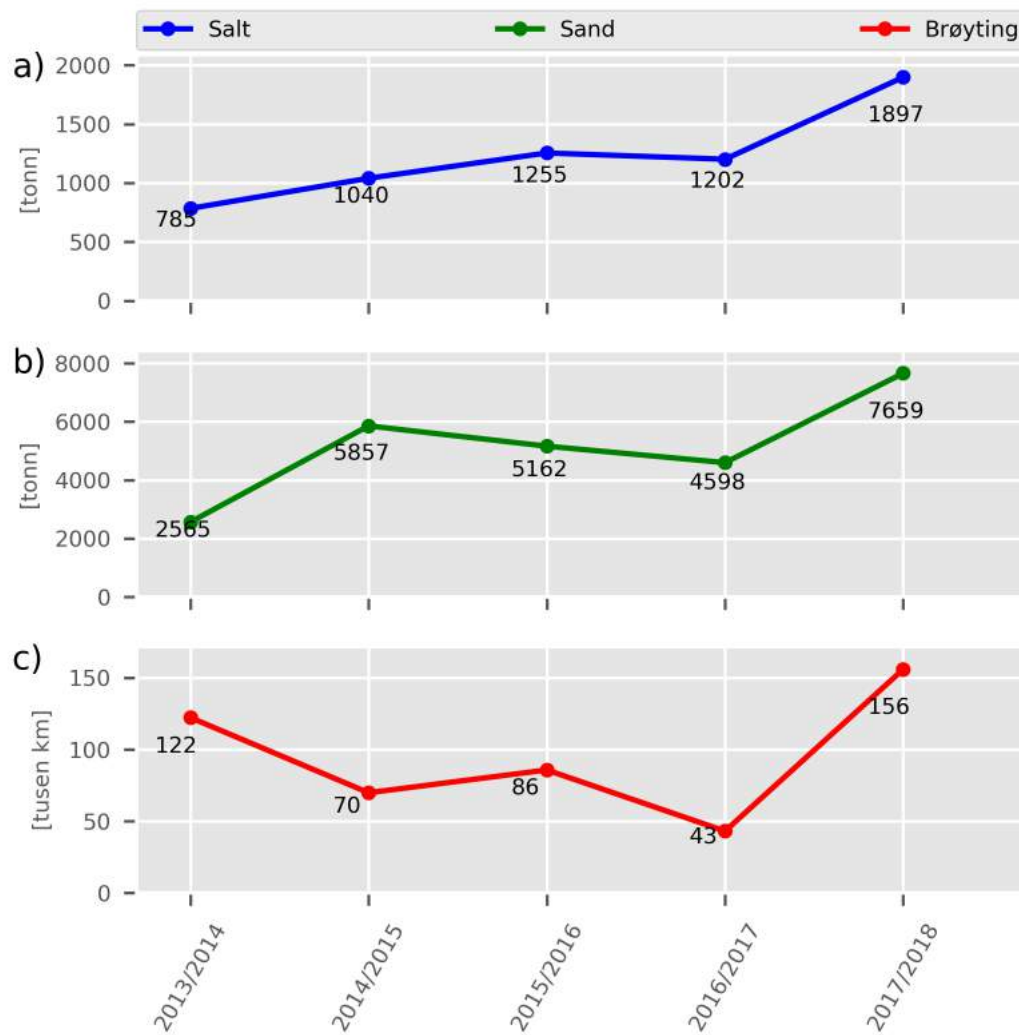 Salt Sand Brøyting
a)
2000
1500
1000
500
0
[tonn]
785 1040 1255 1202 1897
b)
8000
6000
4000
2000
0
[tonn]
2565 5857 5162 4598 7659
c)
150
100
50
0
[tusen km]
122 70 86 43 156
2013/2014 2014/2015 2015/2016 2016/2017 2017/2018